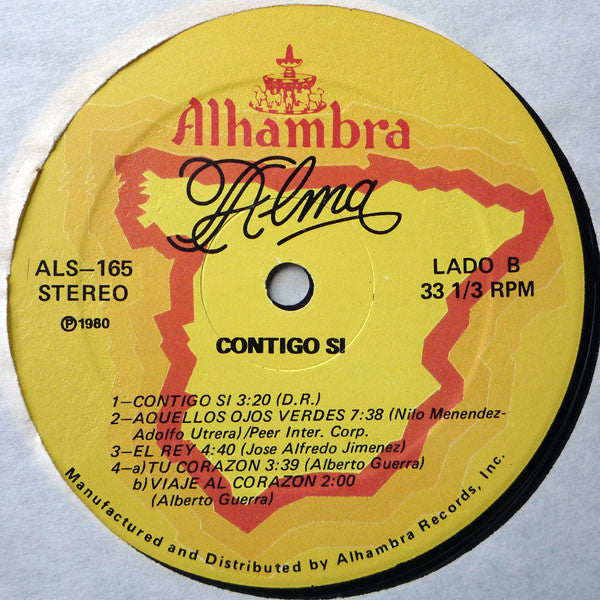 Alhambra
Alma
ALS—165
STEREO
Ⓟ1980
LADO B
33 1/3 RPM
CONTIGO SI
1—CONTIGO SI 3:20 (D.R.)
2—AQUELLOS OJOS VERDES 7:38 (Nilo Menendez-
Adolfo Utrera)/Peer Inter. Corp.
3—EL REY 4:40 (Jose Alfredo Jimenez)
4—a) TU CORAZON 3:39 (Alberto Guerra)
b) VIAJE AL CORAZON 2:00
(Alberto Guerra)
Manufactured and Distributed by Alhambra Records, Inc.